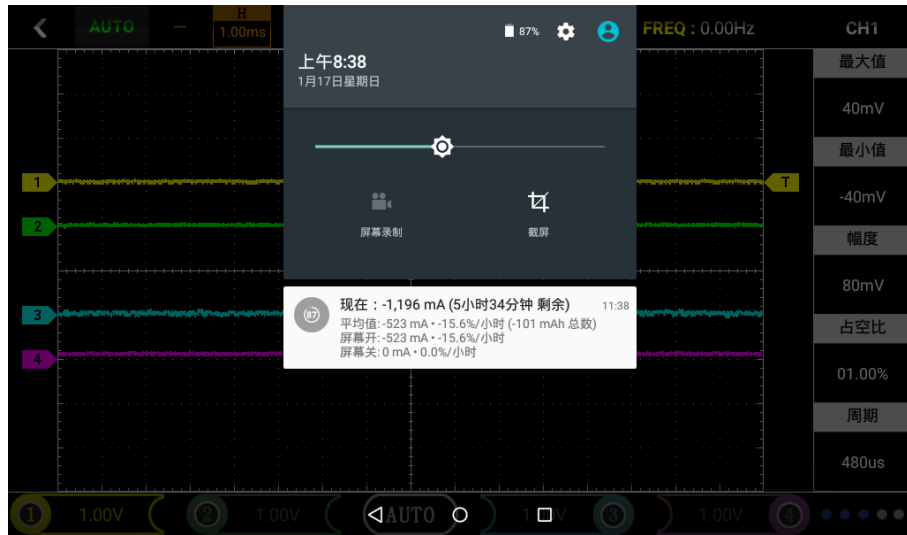 AUTO
H
1.00ms
87%
FREQ : 0.00Hz
CH1
上午8:38
1月17日星期日
最大值
40mV
最小值
-40mV
幅度
80mV
占空比
01.00%
周期
480us
屏幕录制
截屏
1
T
2
3
4
87
现在：-1,196 mA (5小时34分钟 剩余)
11:38
平均值: -523 mA • -15.6%/小时 (-101 mAh 总数)
屏幕开: -523 mA • -15.6%/小时
屏幕关: 0 mA • 0.0%/小时
1
1.00V
2
1.00V
AUTO
3
1.00V
4